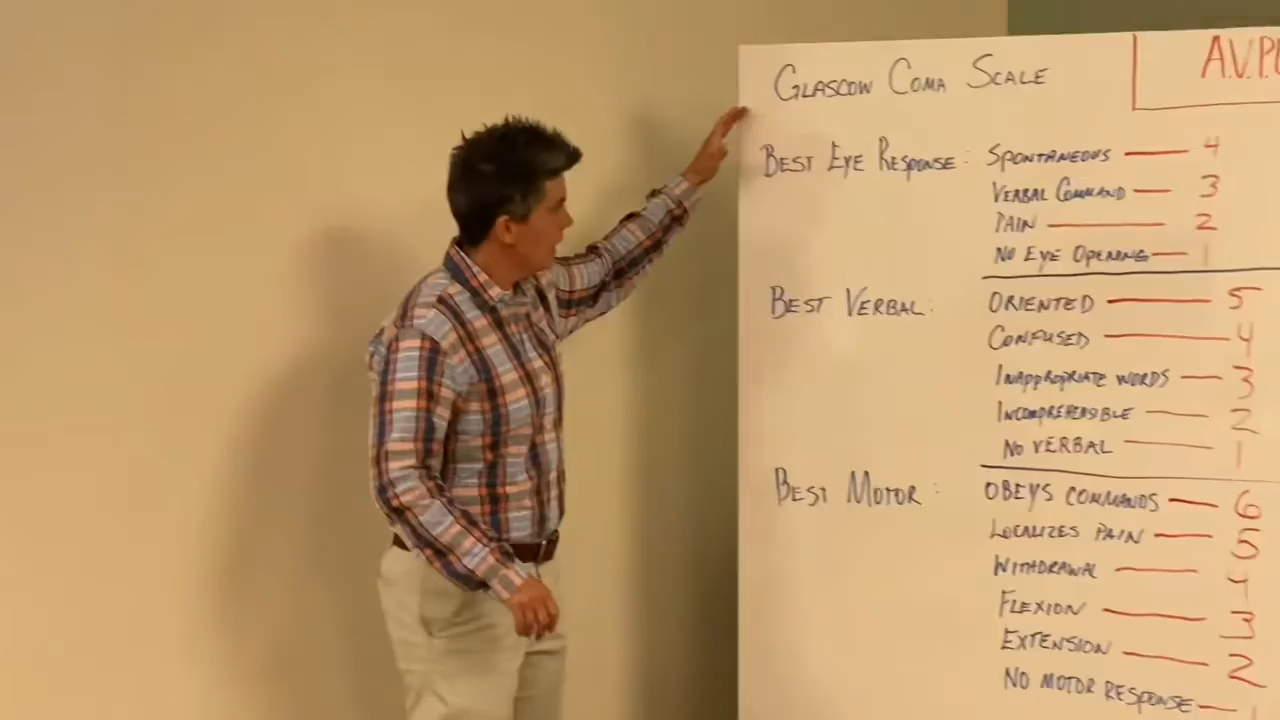 GLASCOW COMA SCALE
A.V.P
BEST EYE RESPONSE: SPONTANEOUS — 4
VERBAL COMMAND — 3
PAIN — 2
NO EYE OPENING — 1
BEST VERBAL: ORIENTED — 5
CONFUSED — 4
INAPPROPRIATE WORDS — 3
INCOMPREHENSIBLE — 2
NO VERBAL — 1
BEST MOTOR: OBEYS COMMANDS — 6
LOCALIZES PAIN — 5
WITHDRAWAL — 4
FLEXION — 3
EXTENSION — 2
NO MOTOR RESPONSE — 1